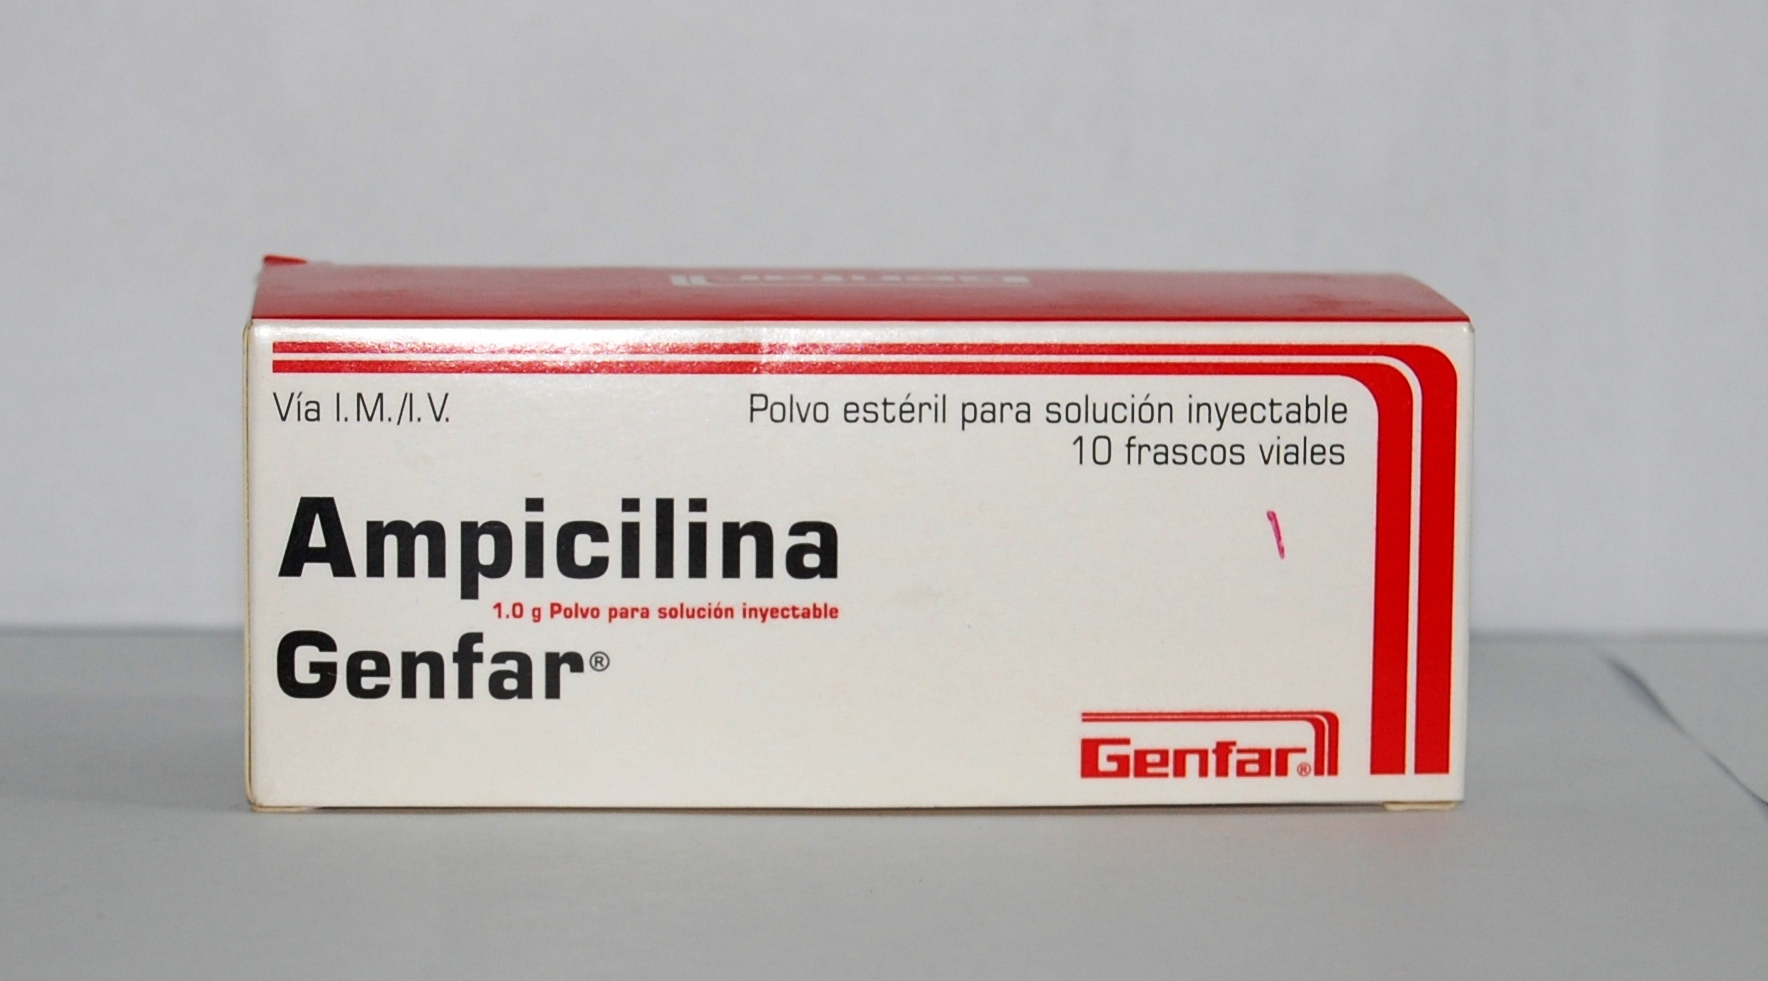 Vía I.M./I.V.
Polvo estéril para solución inyectable
10 frascos viales
Ampicilina
1.0 g Polvo para solución inyectable
Genfar®
Genfar®